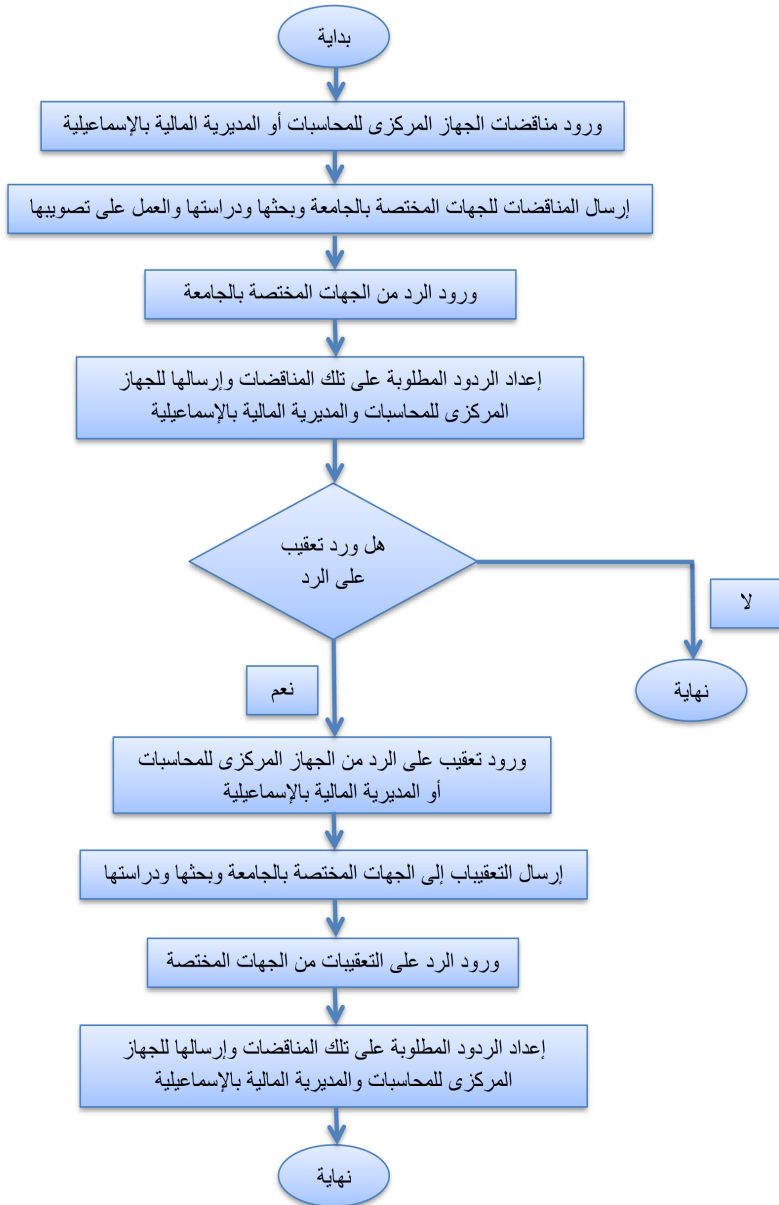 بداية
ورود مناقضات الجهاز المركزى للمحاسبات أو المديرية المالية بالإسماعيلية
إرسال المناقضات للجهات المختصة بالجامعة وبحثها ودراستها والعمل على تصويبها
ورود الرد من الجهات المختصة بالجامعة
إعداد الردود المطلوبة على تلك المناقضات وإرسالها للجهاز
المركزى للمحاسبات والمديرية المالية بالإسماعيلية
هل ورد تعقيب
على الرد
لا
نهاية
نعم
ورود تعقيب على الرد من الجهاز المركزى للمحاسبات
أو المديرية المالية بالإسماعيلية
إرسال التعقيباب إلى الجهات المختصة بالجامعة وبحثها ودراستها
ورود الرد على التعقيبات من الجهات المختصة
إعداد الردود المطلوبة على تلك المناقضات وإرسالها للجهاز
المركزى للمحاسبات والمديرية المالية بالإسماعيلية
نهاية